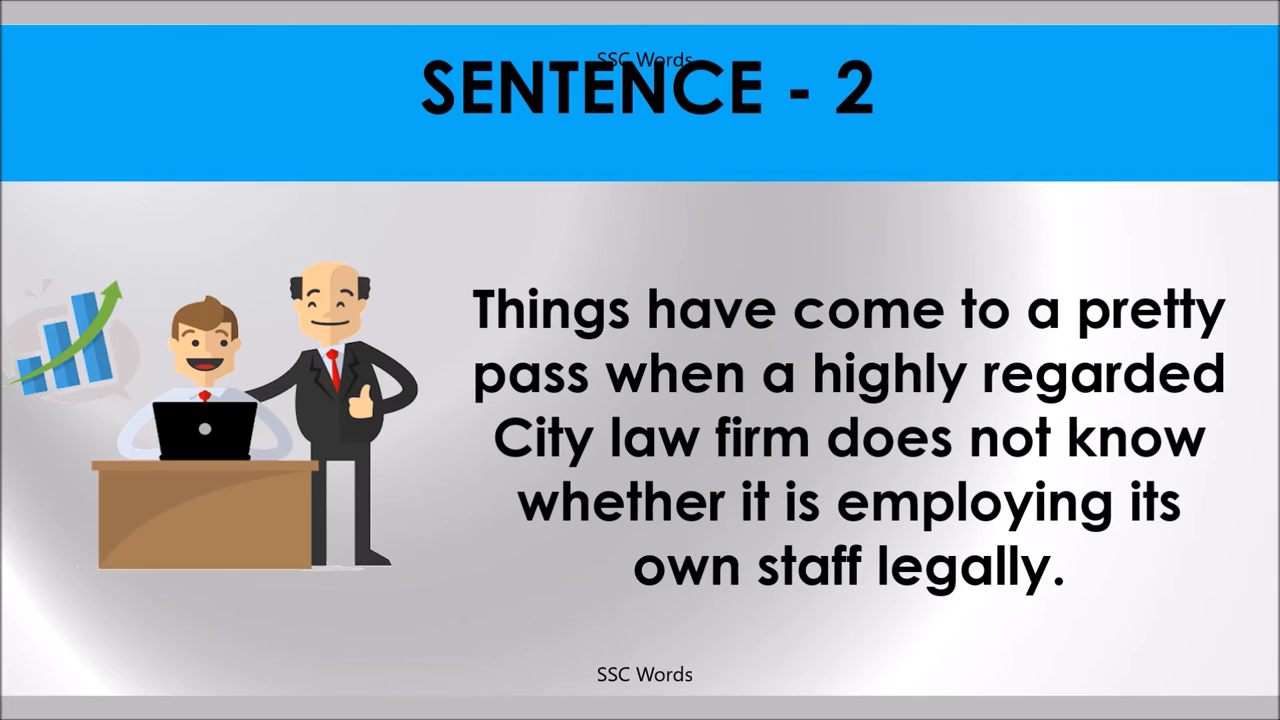 SSC Words
SENTENCE - 2
Things have come to a pretty
pass when a highly regarded
City law firm does not know
whether it is employing its
own staff legally.
SSC Words